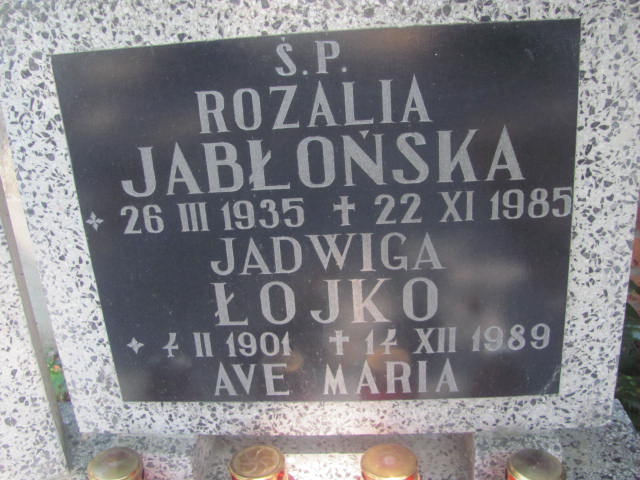 Ś.P.
ROZALIA
JABŁOŃSKA
26 III 1935 ✝ 22 XI 1985
JADWIGA
ŁOJKO
4 II 1901 ✝ 14 XII 1989
AVE MARIA